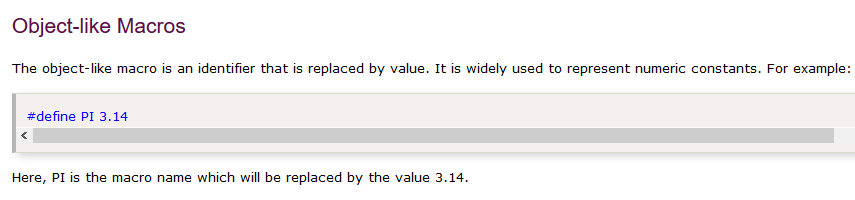 Object-like Macros
The object-like macro is an identifier that is replaced by value. It is widely used to represent numeric constants. For example:
#define PI 3.14
Here, PI is the macro name which will be replaced by the value 3.14.